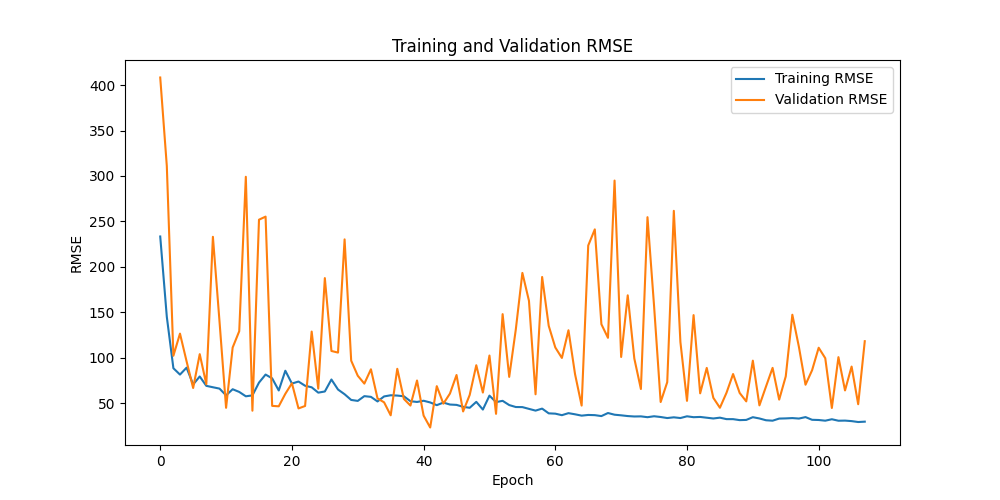 Training and Validation RMSE
Training RMSE
Validation RMSE
400
350
300
250
200
150
100
50
RMSE
0 20 40 60 80 100
Epoch